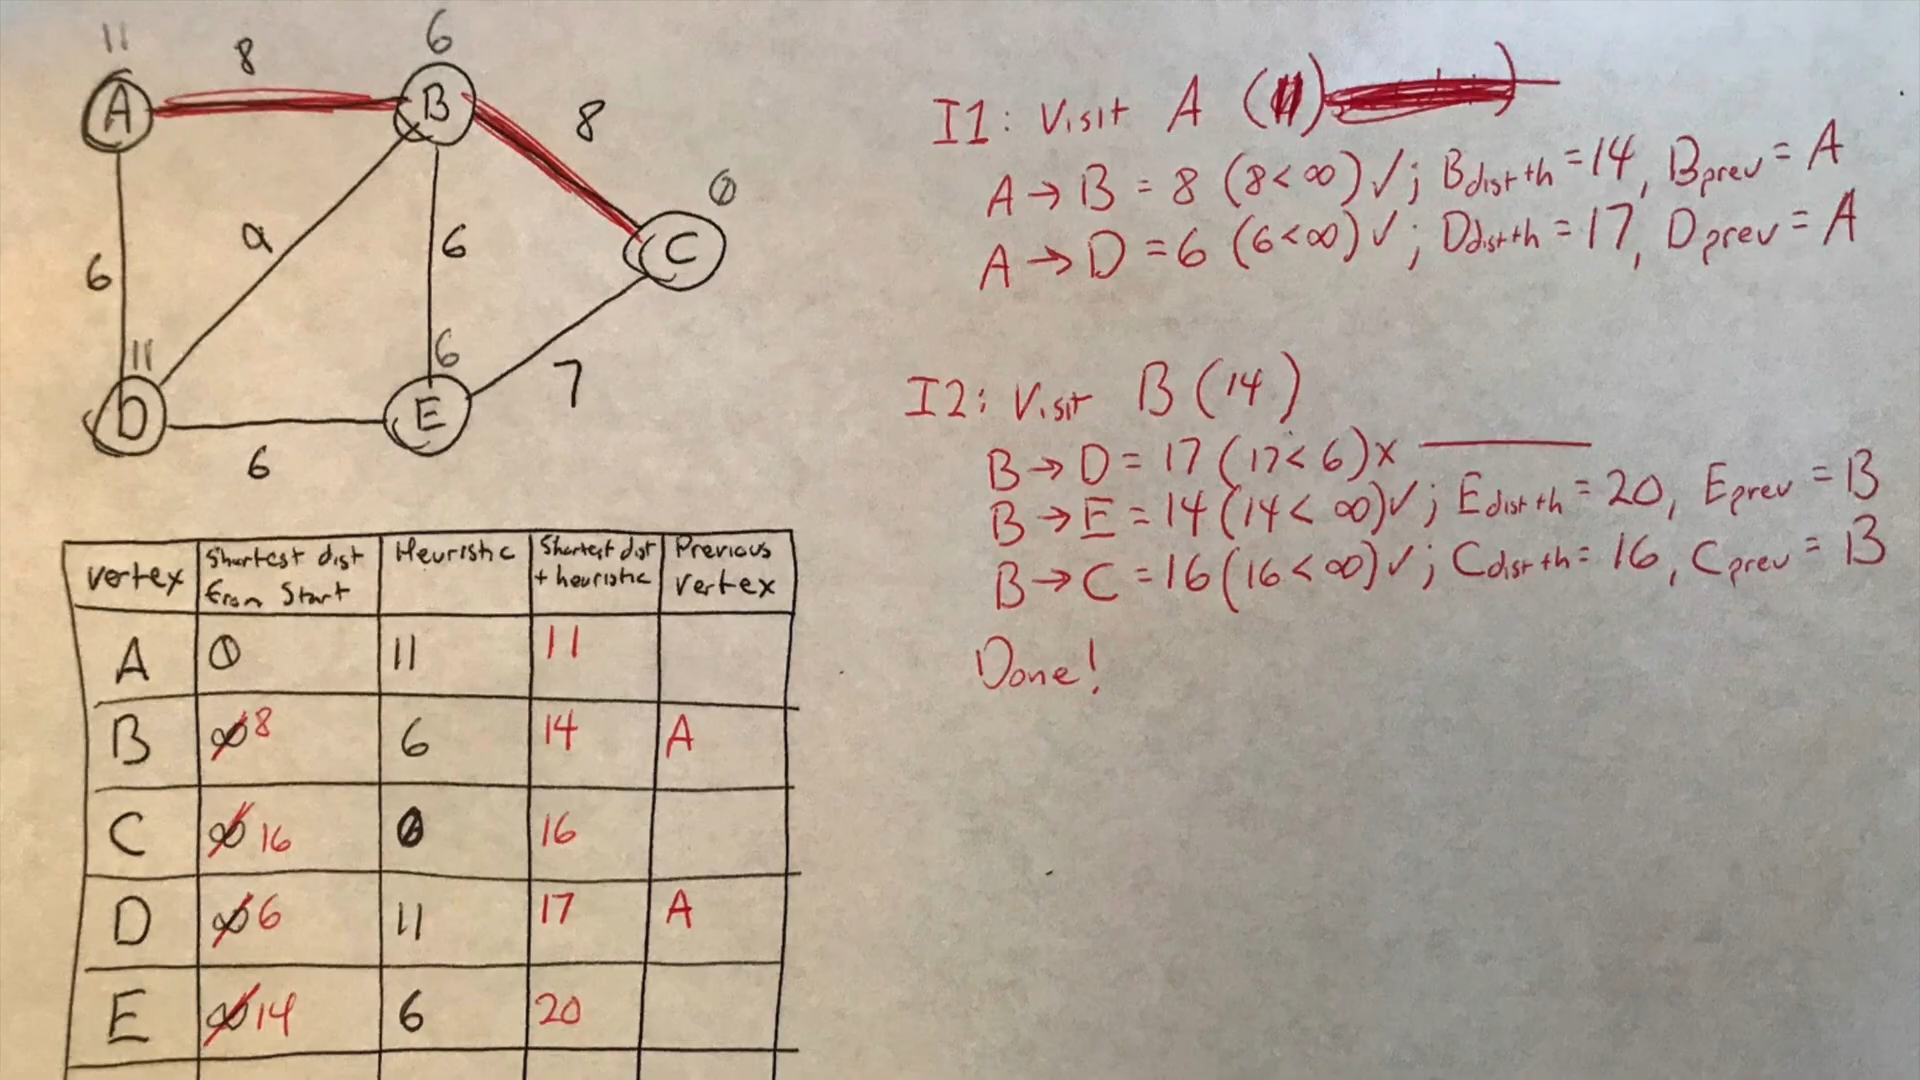 11
8
6
A
B
8
0
C
9
6
6
11
6
D
E
7
6
I1: Visit A (11)
A → B = 8 (8 < ∞) ✓; Bdist+h = 14, Bprev = A
A → D = 6 (6 < ∞) ✓; Ddist+h = 17, Dprev = A
I2: Visit B (14)
B → D = 17 (17 < 6) x
B → E = 14 (14 < ∞) ✓; Edist+h = 20, Eprev = B
B → C = 16 (16 < ∞) ✓; Cdist+h = 16, Cprev = B
Done!
vertex Shortest dist From Start Heuristic Shortest dist + heuristic Previous vertex
A 0 11 11
B ∞ 8 6 14 A
C ∞ 16 0 16
D ∞ 6 11 17 A
E ∞ 14 6 20